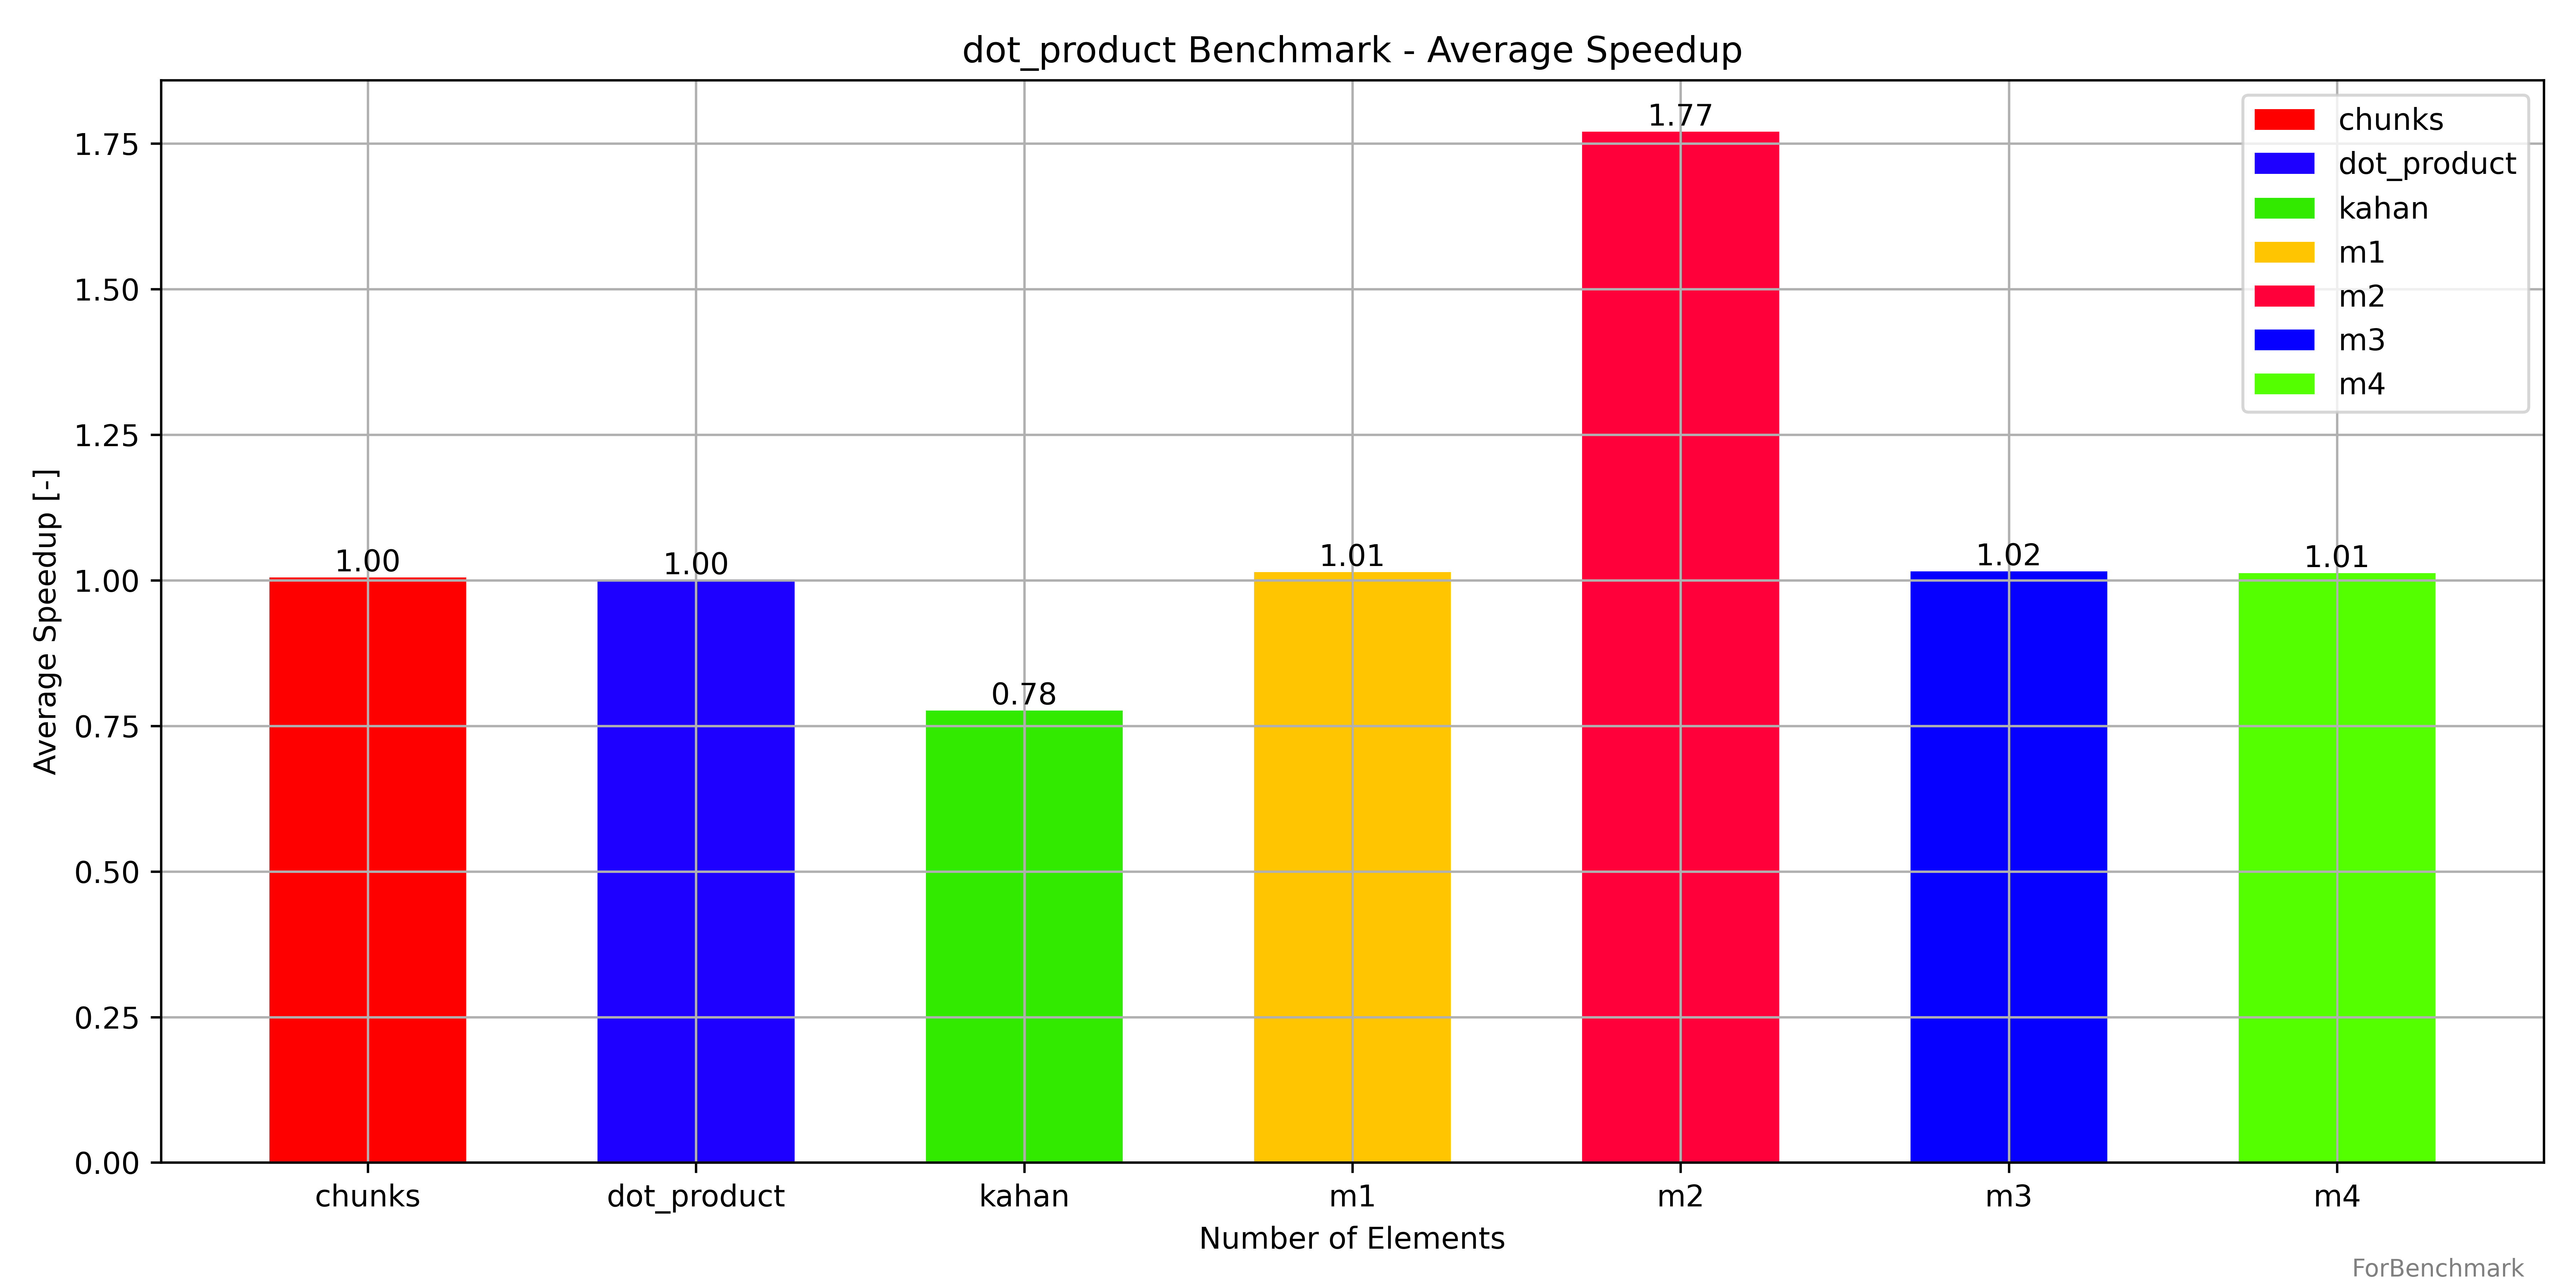 dot_product Benchmark - Average Speedup
Average Speedup [-]
1.75
1.50
1.25
1.00
0.75
0.50
0.25
0.00
1.00
1.00
0.78
1.01
1.77
1.02
1.01
chunks
dot_product
kahan
m1
m2
m3
m4
chunks
dot_product
kahan
m1
m2
m3
m4
Number of Elements
ForBenchmark